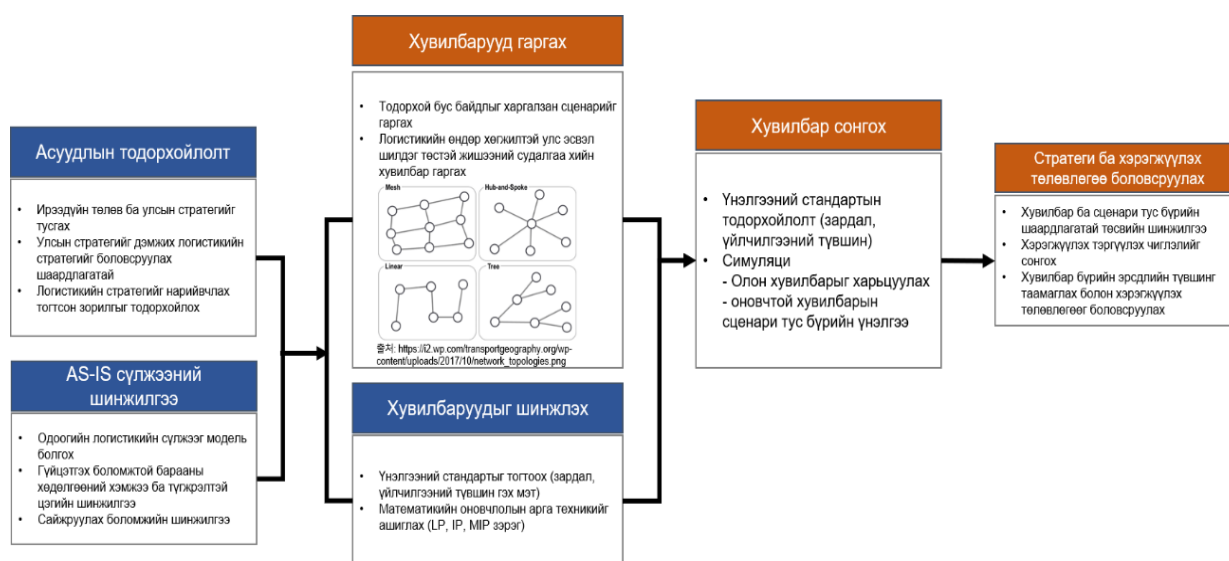 Асуудлын тодорхойлолт
• Ирээдүйн төлөв ба улсын стратегийг
тусгах
• Улсын стратегийг дэмжих логистикийн
стратегийг боловсруулах
шаардлагатай
• Логистикийн стратегийг нарийвчлах
тогтсон зорилгыг тодорхойлох
AS-IS сүлжээний
шинжилгээ
• Одоогийн логистикийн сүлжээг модель
болгох
• Гүйцэтгэх боломжтой барааны
хөдөлгөөний хэмжээ ба түгжрэлтэй
цэгийн шинжилгээ
• Сайжруулах боломжийн шинжилгээ
Хувилбарууд гаргах
• Тодорхой бус байдлыг харгалзан сценарийг
гаргах
• Логистикийн өндөр хөгжилтэй улс эсвэл
шилдэг төстэй жишээний судалгаа хийн
хувилбар гаргах
Mesh
Hub-and-Spoke
Linear
Tree
출처: https://i2.wp.com/transportgeography.org/wp-
content/uploads/2017/10/network_topologies.png
Хувилбаруудыг шинжлэх
• Үнэлгээний стандартыг тогтоох (зардал,
үйлчилгээний түвшин гэх мэт)
• Математикийн оновчлолын арга техникийг
ашиглах (LP, IP, MIP зэрэг)
Хувилбар сонгох
• Үнэлгээний стандартын
тодорхойлолт (зардал,
үйлчилгээний түвшин)
• Симуляци
- Олон хувилбарыг харьцуулах
- оновчтой хувилбарын
сценари тус бүрийн үнэлгээ
Стратеги ба хэрэгжүүлэх
төлөвлөгөө боловсруулах
• Хувилбар ба сценари тус бүрийн
шаардлагатай төсвийн шинжилгээ
• Хэрэгжүүлэх тэргүүлэх чиглэлийг
сонгох
• Хувилбар бүрийн эрсдлийн түвшинг
таамаглах болон хэрэгжүүлэх
төлөвлөгөөг боловсруулах